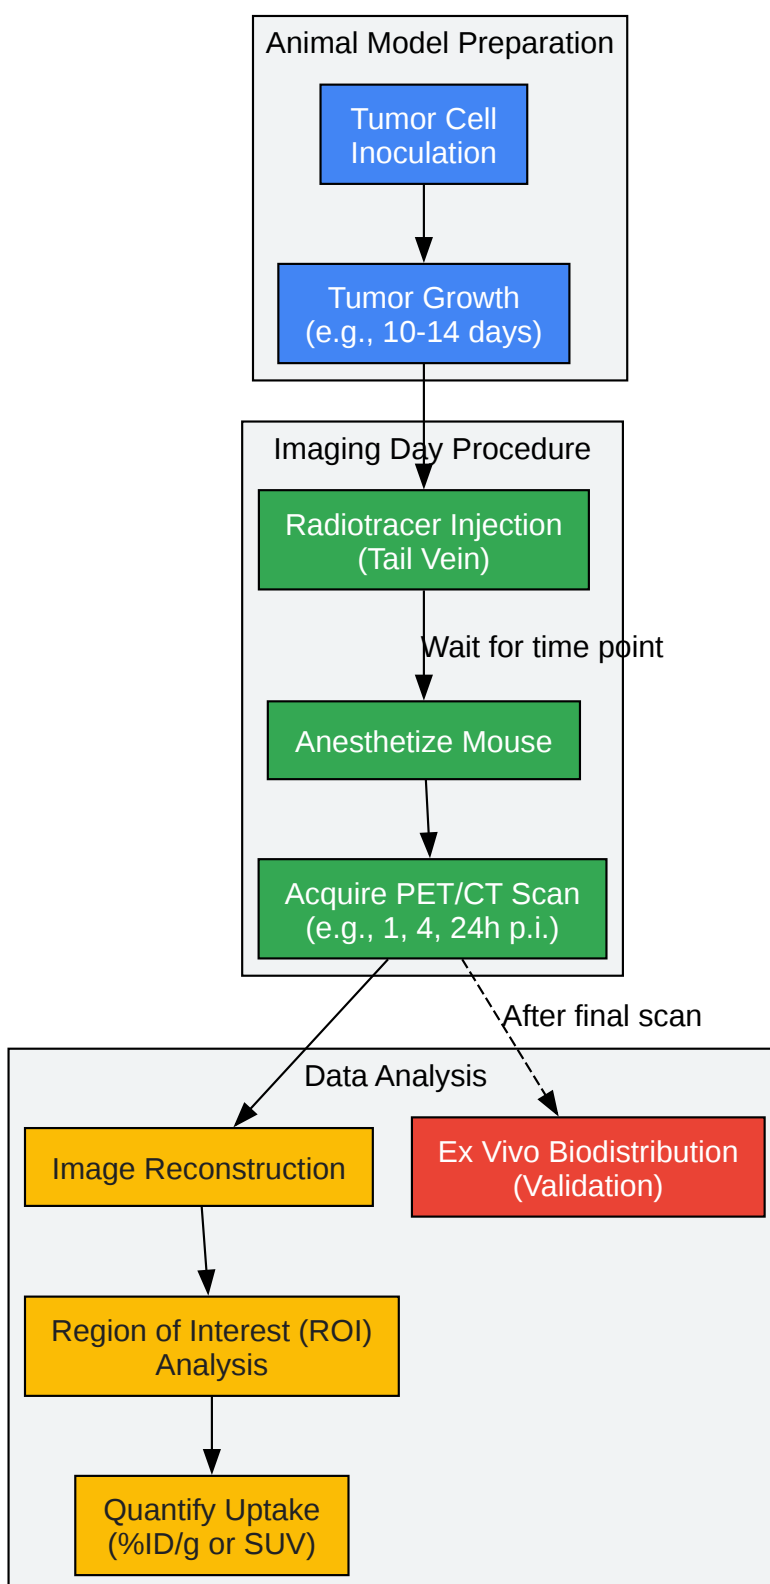 Animal Model Preparation
Tumor Cell
Inoculation
Tumor Growth
(e.g., 10-14 days)
Imaging Day Procedure
Radiotracer Injection
(Tail Vein)
Wait for time point
Anesthetize Mouse
Acquire PET/CT Scan
(e.g., 1, 4, 24h p.i.)
After final scan
Data Analysis
Image Reconstruction
Ex Vivo Biodistribution
(Validation)
Region of Interest (ROI)
Analysis
Quantify Uptake
(%ID/g or SUV)